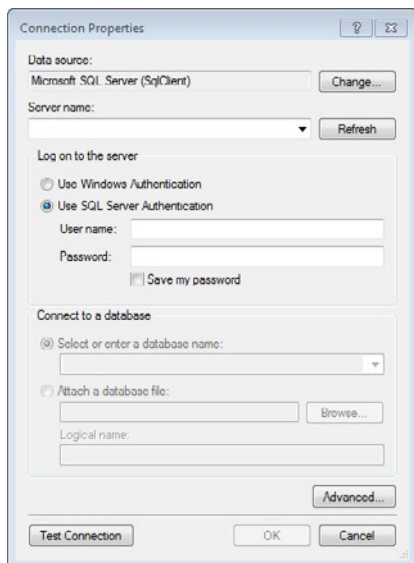 Connection Properties
Data source:
Microsoft SQL Server (SqlClient)
Change...
Server name:
Refresh
Log on to the server
Use Windows Authentication
Use SQL Server Authentication
User name:
Password:
Save my password
Connect to a database
Select or enter a database name:
Attach a database file:
Browse...
Logical name:
Advanced...
Test Connection
OK
Cancel